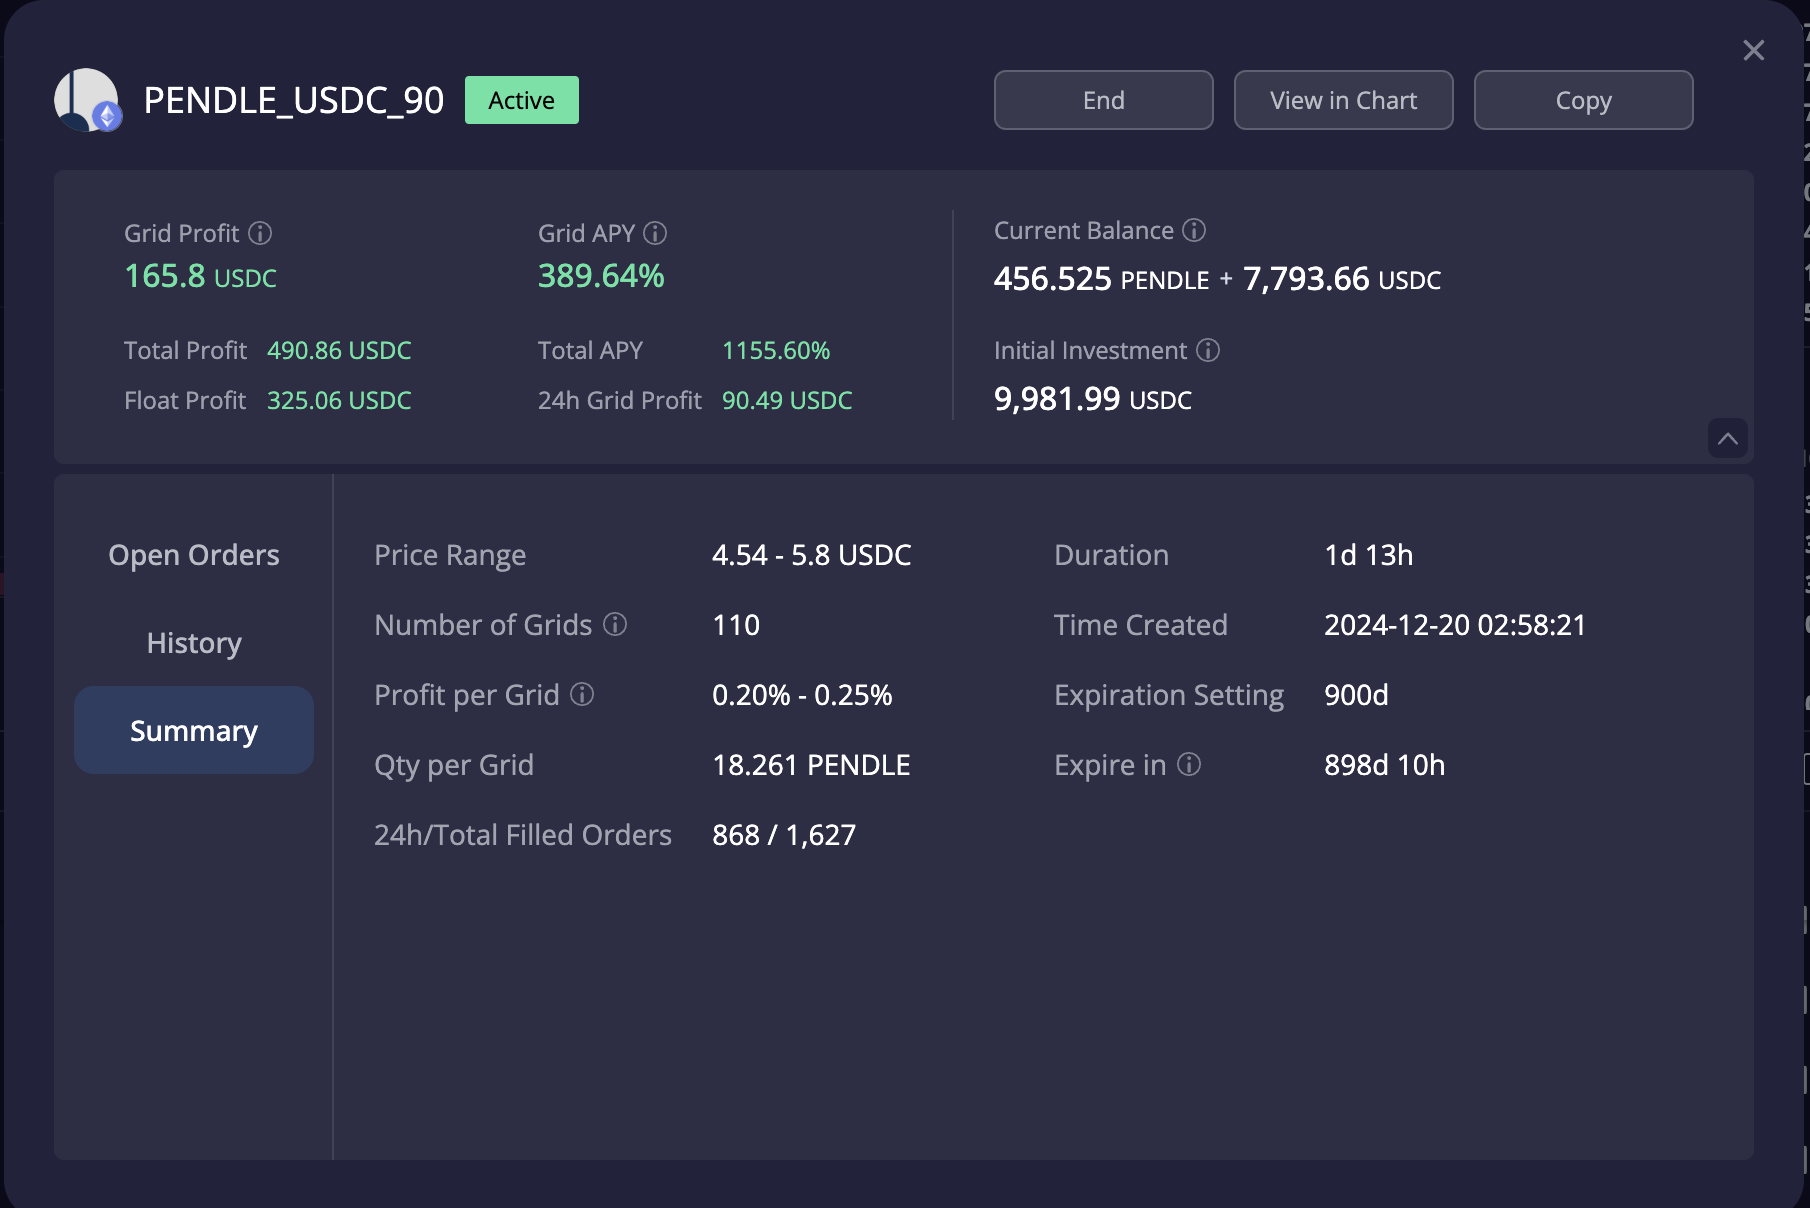 PENDLE_USDC_90 Active End View in Chart Copy
Grid Profit
165.8 USDC
Grid APY
389.64%
Current Balance
456.525 PENDLE + 7,793.66 USDC
Total Profit 490.86 USDC
Total APY 1155.60%
Initial Investment
9,981.99 USDC
Float Profit 325.06 USDC
24h Grid Profit 90.49 USDC
Open Orders
History
Summary
Price Range 4.54 - 5.8 USDC
Number of Grids 110
Profit per Grid 0.20% - 0.25%
Qty per Grid 18.261 PENDLE
24h/Total Filled Orders 868 / 1,627
Duration 1d 13h
Time Created 2024-12-20 02:58:21
Expiration Setting 900d
Expire in 898d 10h